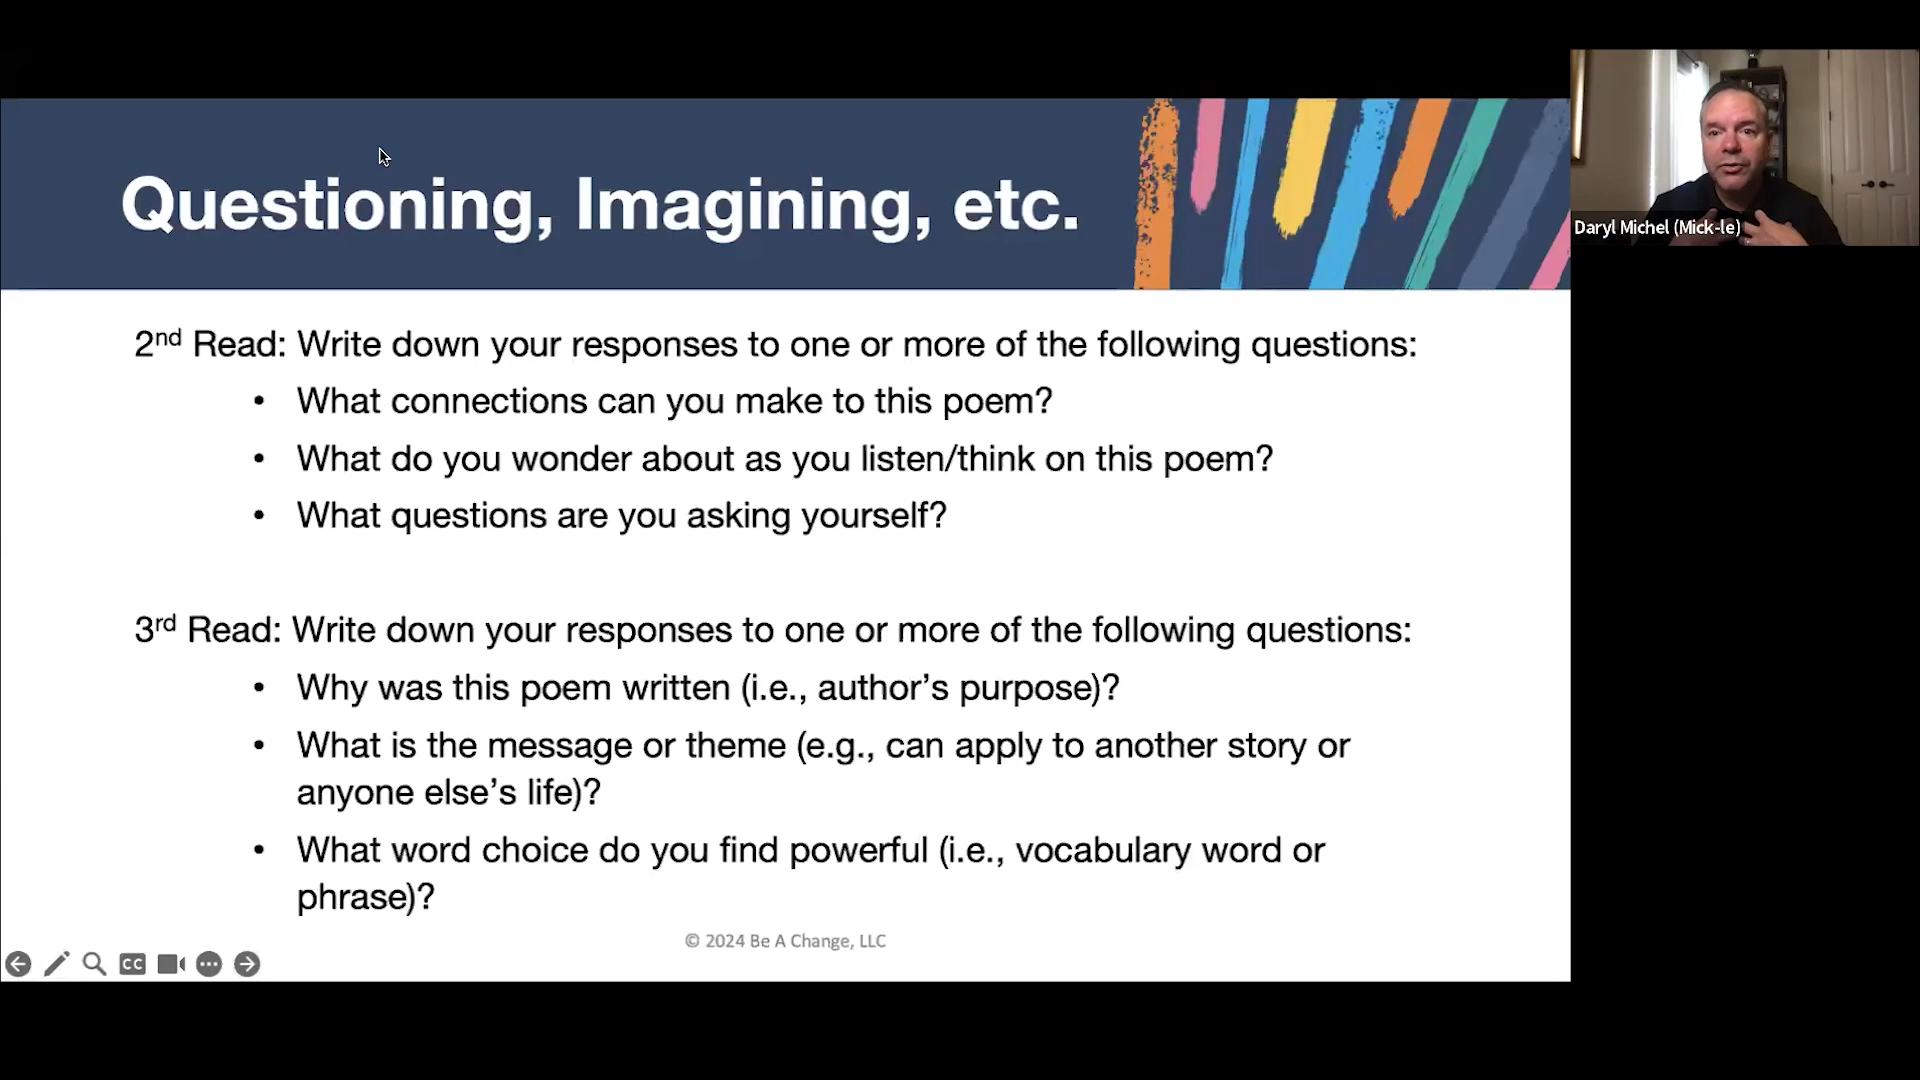 Questioning, Imagining, etc.
Daryl Michel (Mick-le)
2nd Read: Write down your responses to one or more of the following questions:
• What connections can you make to this poem?
• What do you wonder about as you listen/think on this poem?
• What questions are you asking yourself?
3rd Read: Write down your responses to one or more of the following questions:
• Why was this poem written (i.e., author’s purpose)?
• What is the message or theme (e.g., can apply to another story or
anyone else’s life)?
• What word choice do you find powerful (i.e., vocabulary word or
phrase)?
© 2024 Be A Change, LLC
CC